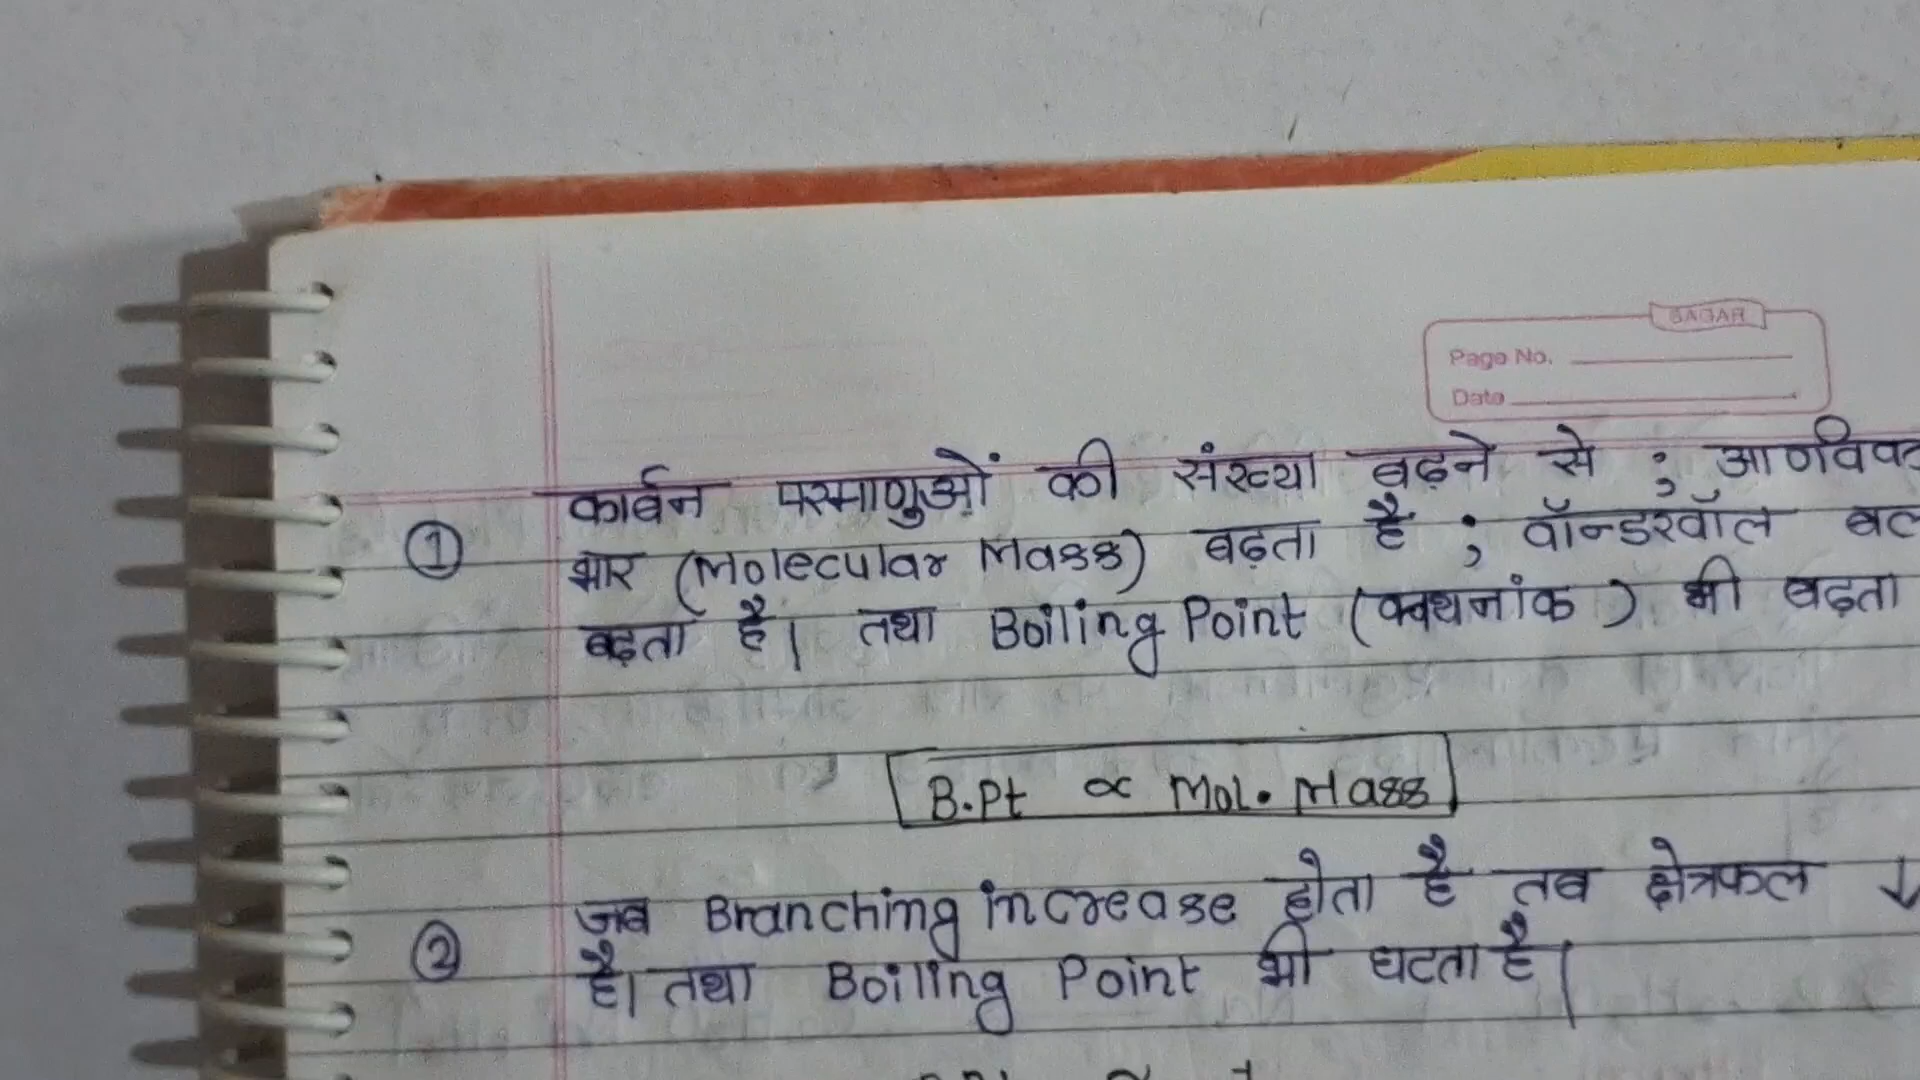 SAGAR
Page No.
Date
कार्बन परमाणुओं की संख्या बढ़ने से ; आणविक
① भार (Molecular Mass) बढ़ता है ; वॉन्डरवॉल बल
बढ़ता है। तथा Boiling Point (क्वथनांक) भी बढ़ता
B.Pt ∝ Mol. Mass
② जब Branching increase होता है तब क्षेत्रफल ↓
है। तथा Boiling Point भी घटता है।